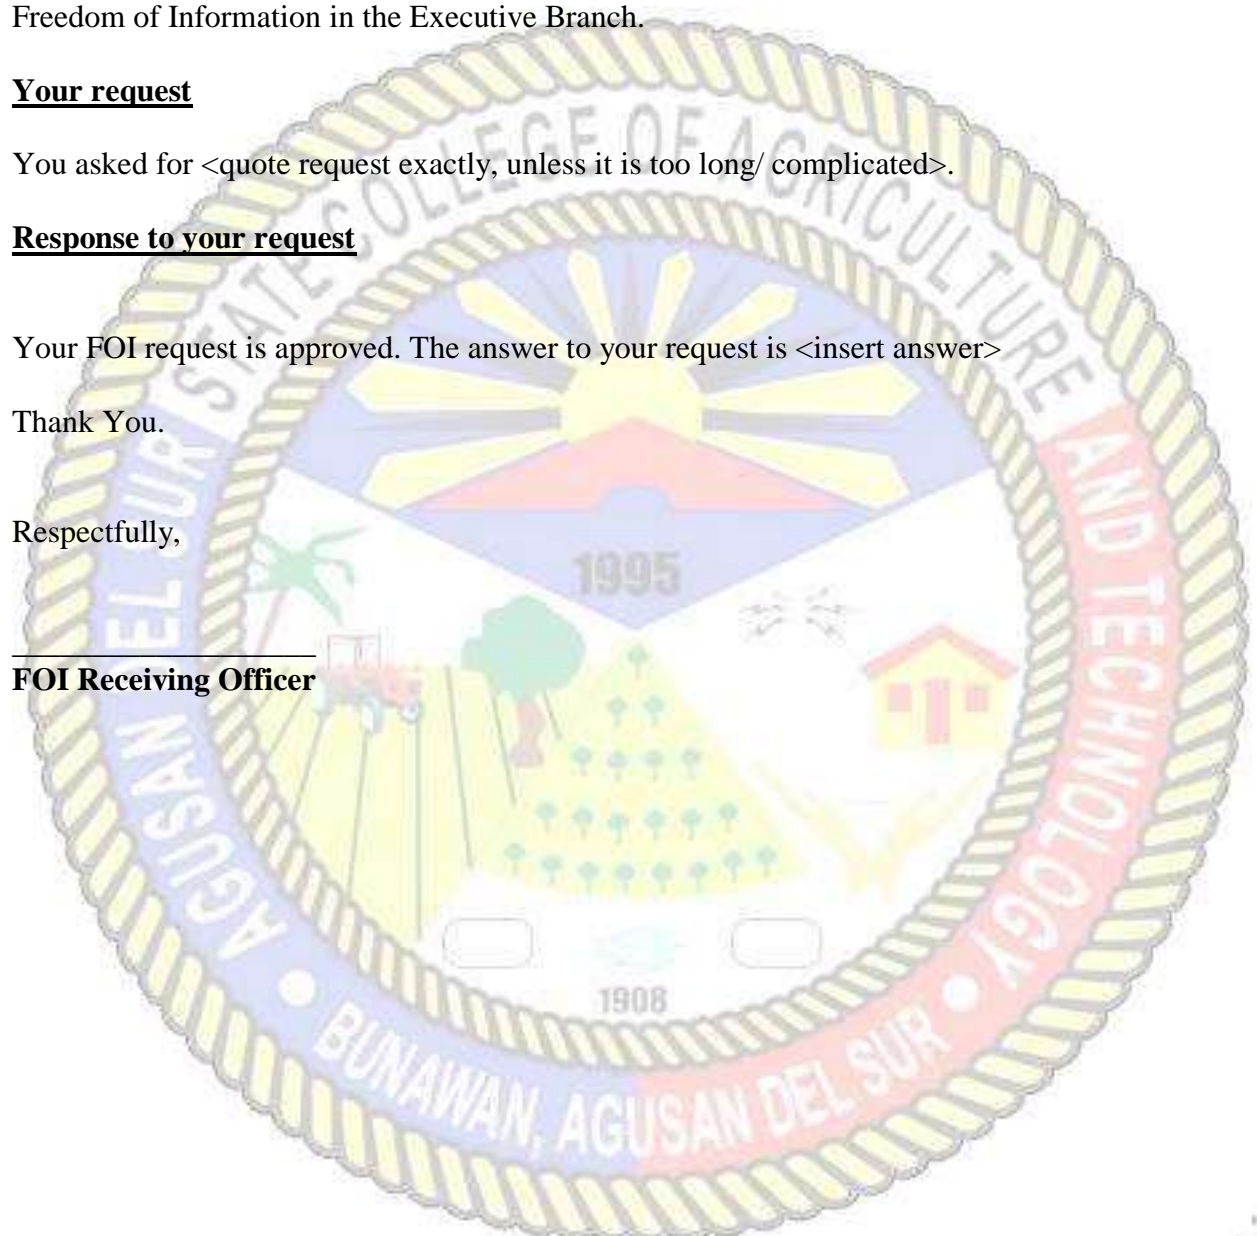 Freedom of Information in the Executive Branch.
Your request
You asked for <quote request exactly, unless it is too long/ complicated>.
Response to your request
Your FOI request is approved. The answer to your request is <insert answer>
Thank You.
Respectfully,
___________________
FOI Receiving Officer
AGUSAN DEL SUR STATE COLLEGE OF AGRICULTURE AND TECHNOLOGY
1995
1908
• BUNAWAN, AGUSAN DEL SUR •